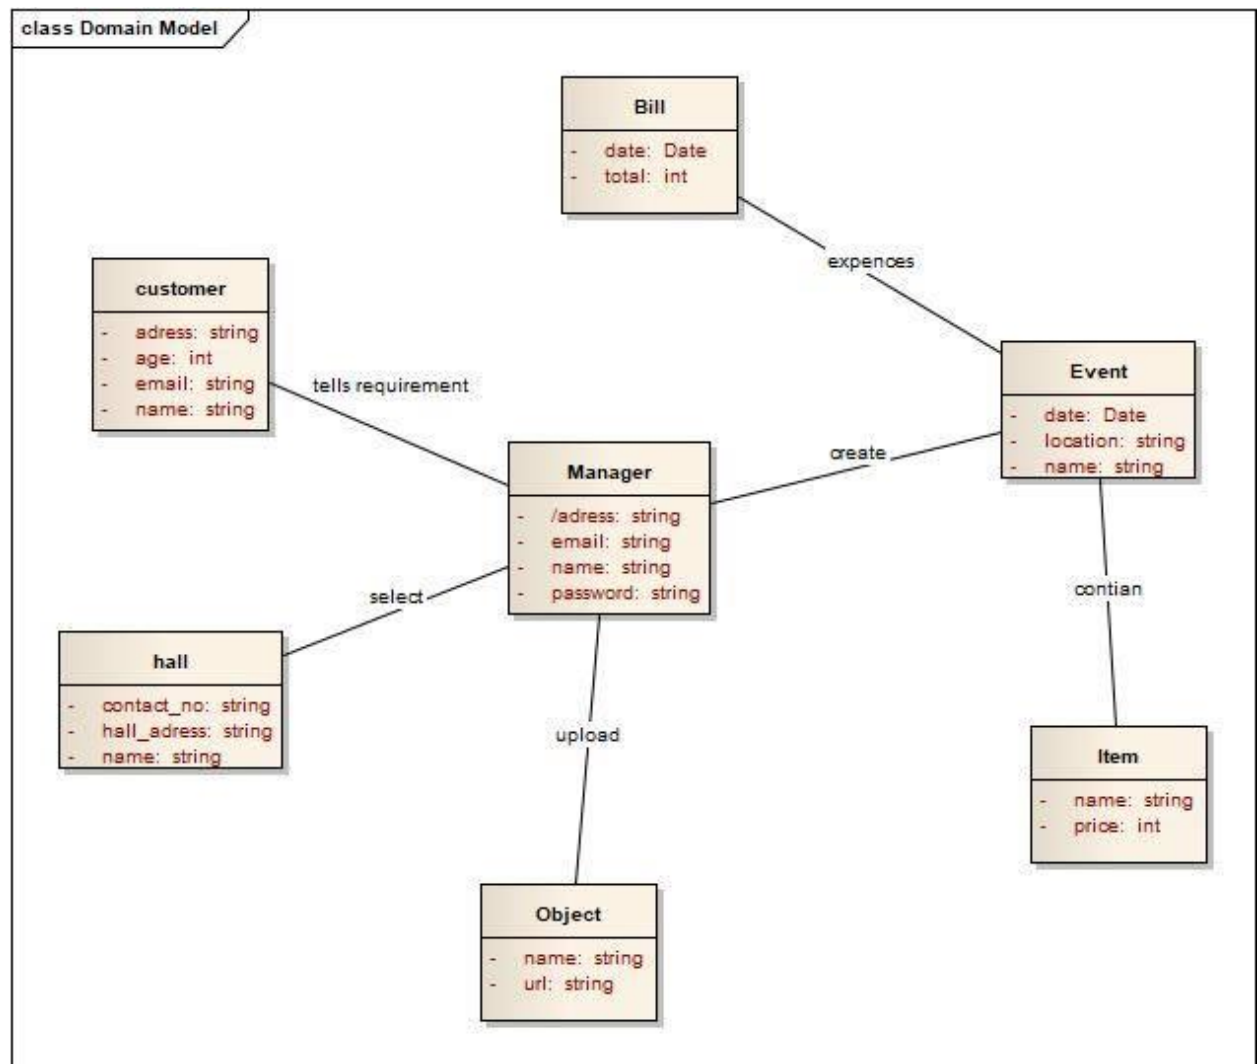 class Domain Model
Bill
- date: Date
- total: int
expences
customer
- adress: string
- age: int
- email: string
- name: string
tells requirement
Event
- date: Date
- location: string
- name: string
create
Manager
- /adress: string
- email: string
- name: string
- password: string
select
contian
hall
- contact_no: string
- hall_adress: string
- name: string
upload
Item
- name: string
- price: int
Object
- name: string
- url: string